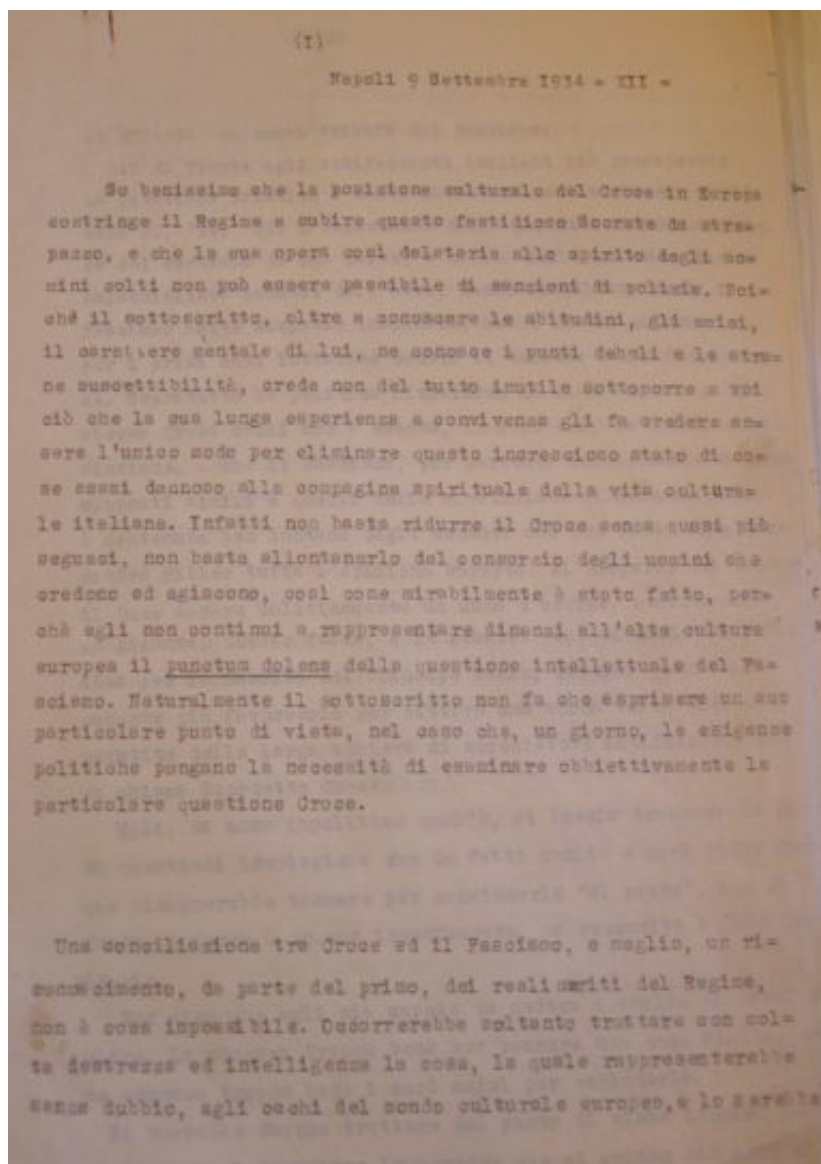 (I)
Napoli 9 Settembre 1934 - XII -
So benissimo che la posizione culturale del Croce in Europa
costringe il Regime a subire questo fastidioso Socrate da stra=
pazzo, e che la sua opera così deleteria allo spirito degli uo=
mini colti non può essere passibile di sanzioni di polizia. Poi=
chè il sottoscritto, oltre a conoscere le abitudini, gli amici,
il carattere mentale di lui, ne conosce i punti deboli e le stra=
ne suscettibilità, crede non del tutto inutile sottoporre a voi
ciò che la sua lunga esperienza e convivenza gli fa credere es=
sere l'unico modo per eliminare questo increscioso stato di co=
se assai dannoso alla compagine spirituale della vita cultura=
le italiana. Infatti non basta ridurre il Croce senza quasi più
seguaci, non basta allontanarlo dal consorzio degli uomini che
credono ed agiscono, così come mirabilmente è stato fatto, per=
chè egli non continui a rappresentare dinanzi all'alta cultura
europea il punctum dolens della questione intellettuale del Fa=
scismo. Naturalmente il sottoscritto non fa che esprimere un suo
particolare punto di vista, nel caso che, un giorno, le esigenze
politiche pongano la necessità di esaminare obbiettivamente la
particolare questione Croce.
Una conciliazione tra Croce ed il Fascismo, o meglio, un ri=
conoscimento, da parte del primo, dei reali meriti del Regime,
non è cosa impossibile. Occorrerebbe soltanto trattare con mol=
ta destrezza ed intelligenza la cosa, la quale rappresenterebbe
senza dubbio, agli occhi del mondo culturale europeo, e lo sarebbe